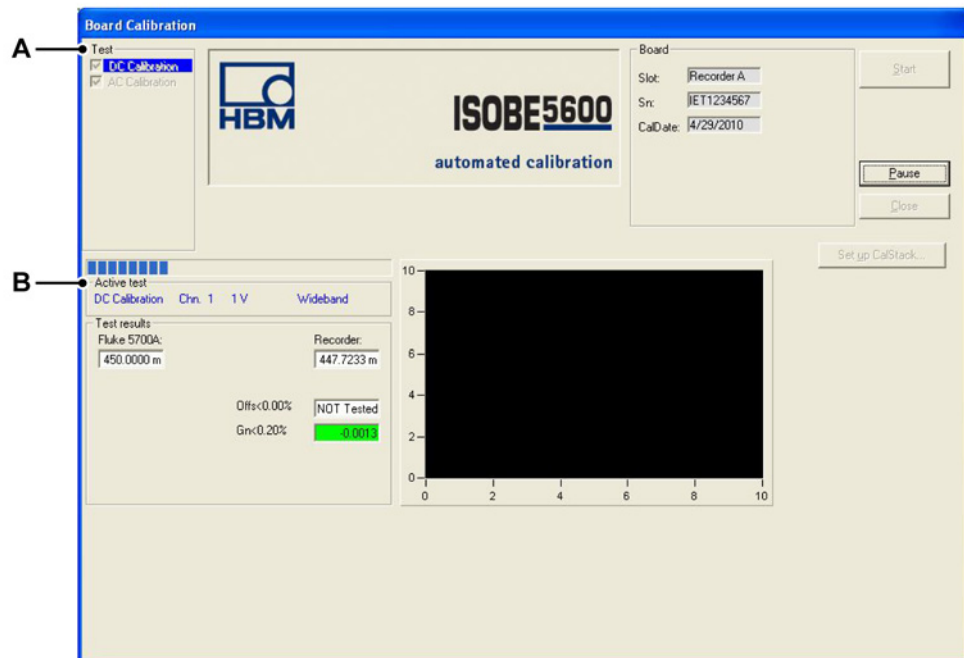 Board Calibration
A
Test
DC Calibration
AC Calibration
HBM
ISOBE5600
automated calibration
Board
Slot: Recorder A
Sn: IET1234567
CalDate: 4/29/2010
Start
Pause
Close
Set up CalStack...
B
Active test
DC Calibration Chn. 1 1 V Wideband
Test results
Fluke 5700A: Recorder:
450.0000 m 447.7233 m
Offs<0.00% NOT Tested
Gn<0.20% -0.0013
10
8
6
4
2
0
0 2 4 6 8 10